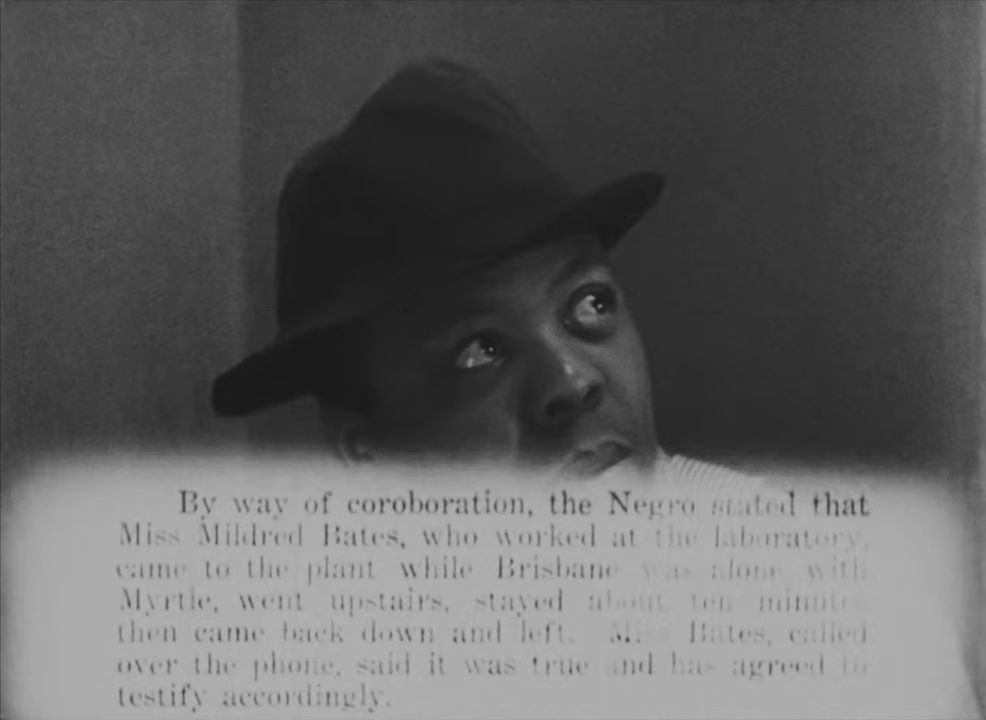 By way of coroboration, the Negro stated that
Miss Mildred Bates, who worked at the laboratory,
came to the plant while Brisbane was alone with
Myrtle, went upstairs, stayed about ten minutes
then came back down and left. Miss Bates, called
over the phone, said it was true and has agreed to
testify accordingly.